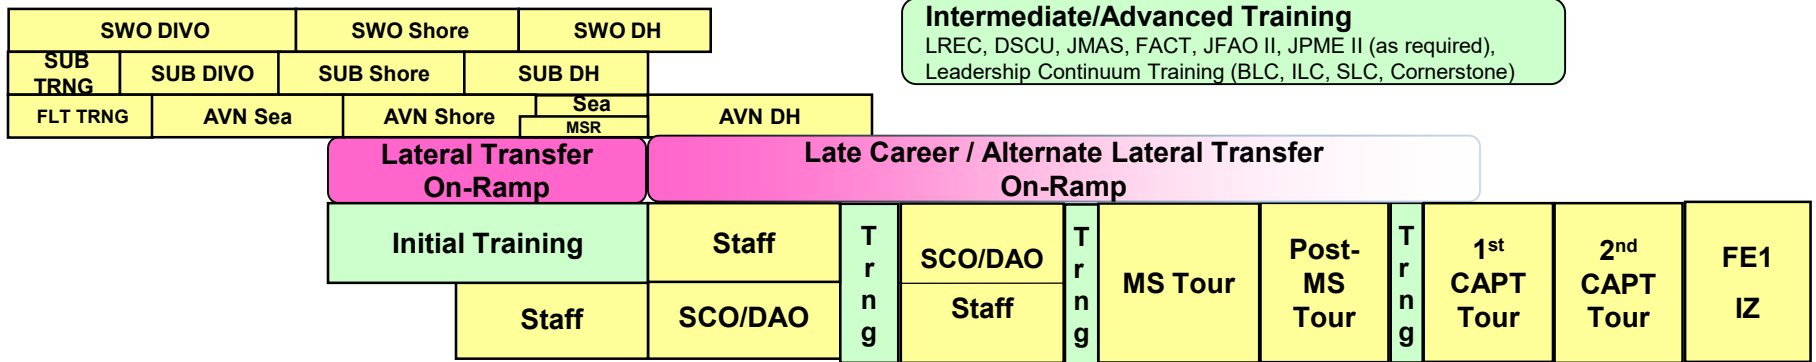 SWO DIVO
SWO Shore
SWO DH
Intermediate/Advanced Training
LREC, DSCU, JMAS, FACT, JFAO II, JPME II (as required),
Leadership Continuum Training (BLC, ILC, SLC, Cornerstone)
SUB
TRNG
SUB DIVO
SUB Shore
SUB DH
FLT TRNG
AVN Sea
AVN Shore
Sea
MSR
AVN DH
Lateral Transfer
On-Ramp
Late Career / Alternate Lateral Transfer
On-Ramp
Initial Training
Staff
Staff
SCO/DAO
T
r
n
g
SCO/DAO
Staff
T
r
n
g
MS Tour
Post-
MS
Tour
T
r
n
g
1st
CAPT
Tour
2nd
CAPT
Tour
FE1
IZ